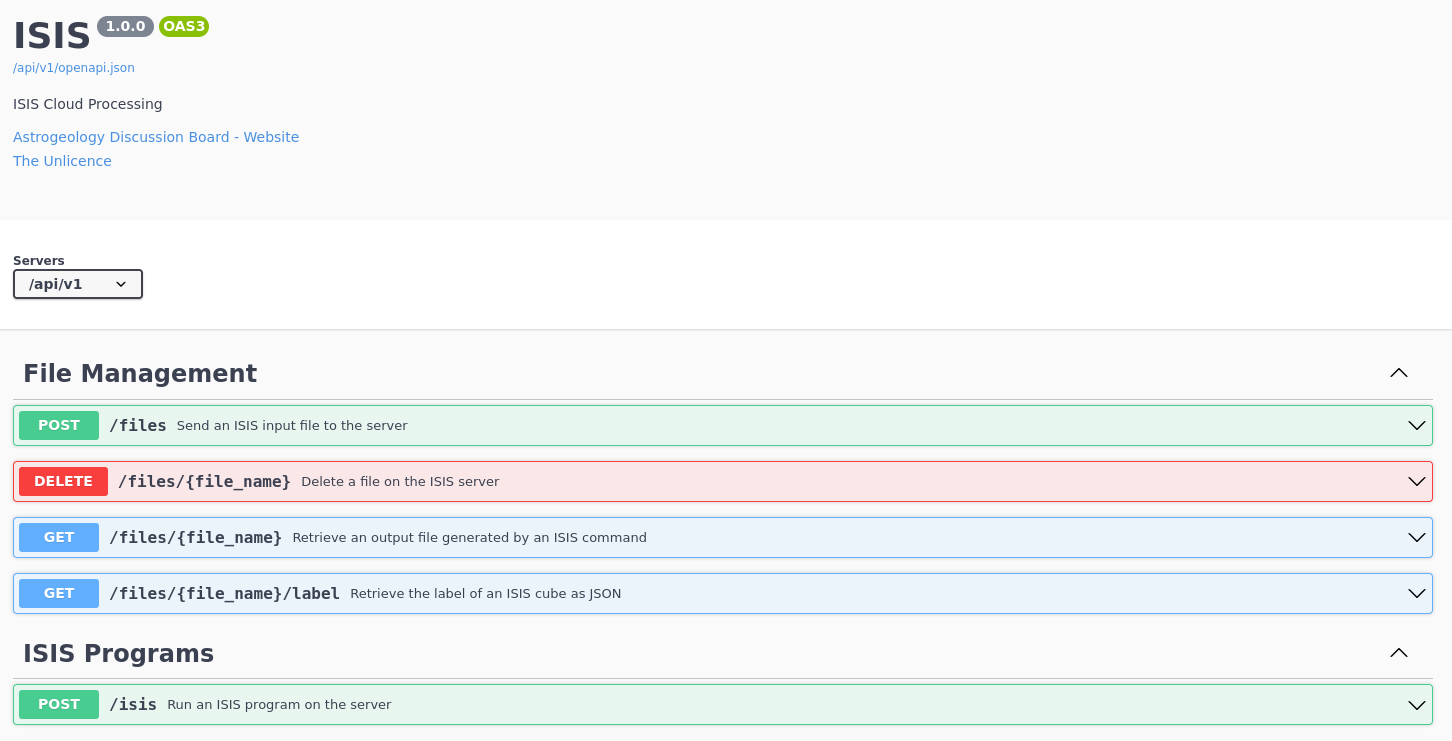 ISIS 1.0.0 OAS3
/api/v1/openapi.json
ISIS Cloud Processing
Astrogeology Discussion Board - Website
The Unlicence
Servers
/api/v1
File Management
POST /files Send an ISIS input file to the server
DELETE /files/{file_name} Delete a file on the ISIS server
GET /files/{file_name} Retrieve an output file generated by an ISIS command
GET /files/{file_name}/label Retrieve the label of an ISIS cube as JSON
ISIS Programs
POST /isis Run an ISIS program on the server